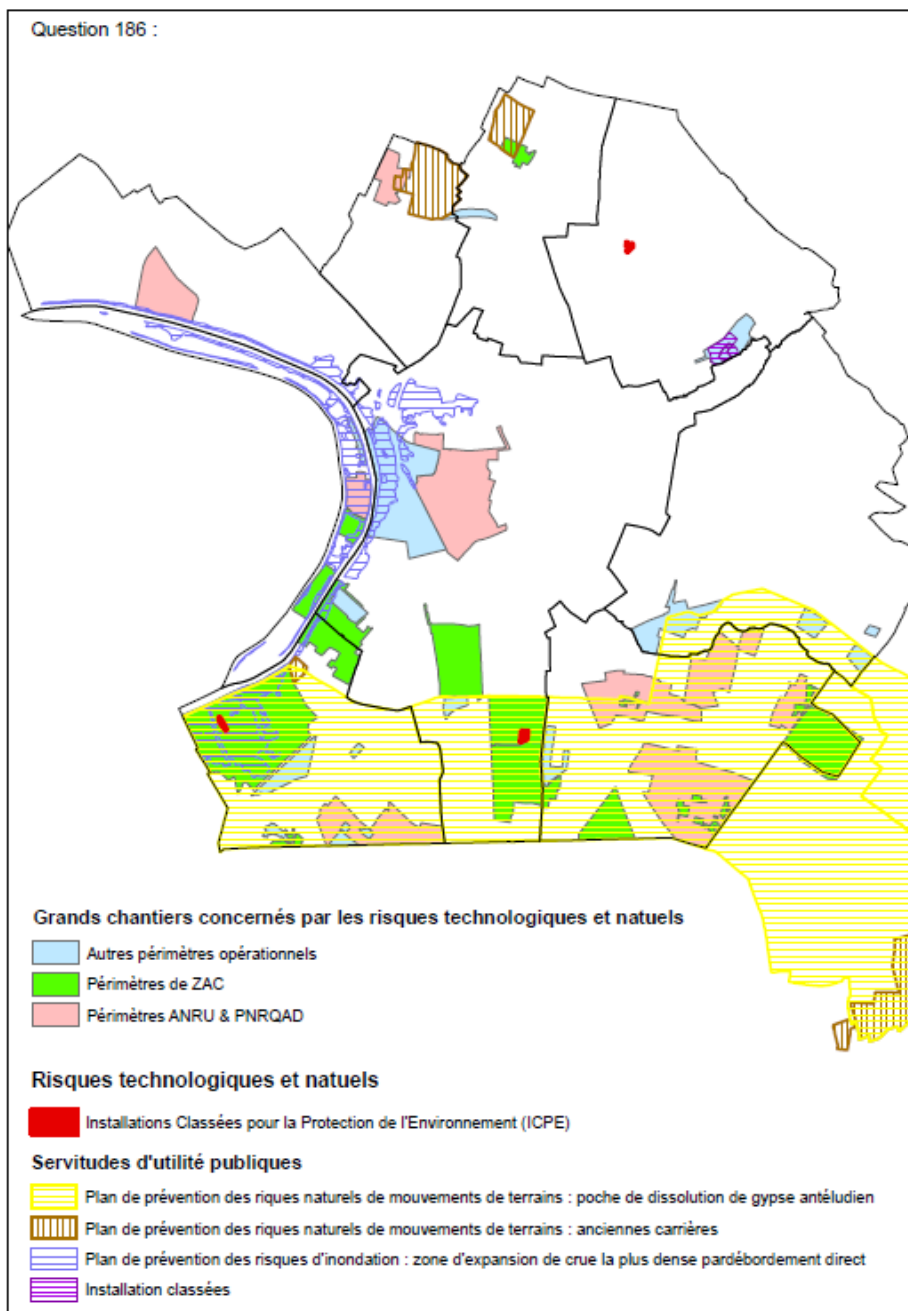 Question 186 :
Grands chantiers concernés par les risques technologiques et natuels
Autres périmètres opérationnels
Périmètres de ZAC
Périmètres ANRU & PNRQAD
Risques technologiques et natuels
Installations Classées pour la Protection de l'Environnement (ICPE)
Servitudes d'utilité publiques
Plan de prévention des riques naturels de mouvements de terrains : poche de dissolution de gypse antéludien
Plan de prévention des riques naturels de mouvements de terrains : anciennes carrières
Plan de prévention des risques d'inondation : zone d'expansion de crue la plus dense pardébordement direct
Installation classées